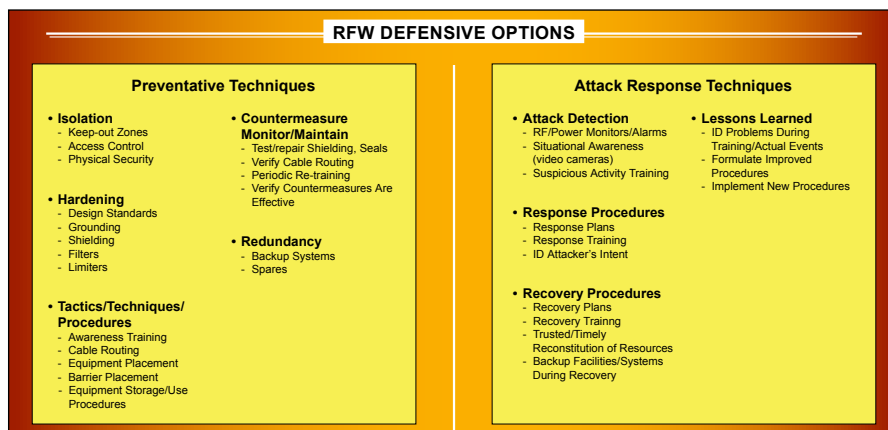 RFW DEFENSIVE OPTIONS
Preventative Techniques
• Isolation
- Keep-out Zones
- Access Control
- Physical Security
• Hardening
- Design Standards
- Grounding
- Shielding
- Filters
- Limiters
• Tactics/Techniques/
Procedures
- Awareness Training
- Cable Routing
- Equipment Placement
- Barrier Placement
- Equipment Storage/Use
Procedures
• Countermeasure
Monitor/Maintain
- Test/repair Shielding, Seals
- Verify Cable Routing
- Periodic Re-training
- Verify Countermeasures Are
Effective
• Redundancy
- Backup Systems
- Spares
Attack Response Techniques
• Attack Detection
- RF/Power Monitors/Alarms
- Situational Awareness
(video cameras)
- Suspicious Activity Training
• Response Procedures
- Response Plans
- Response Training
- ID Attacker's Intent
• Recovery Procedures
- Recovery Plans
- Recovery Trainng
- Trusted/Timely
Reconstitution of Resources
- Backup Facilities/Systems
During Recovery
• Lessons Learned
- ID Problems During
Training/Actual Events
- Formulate Improved
Procedures
- Implement New Procedures